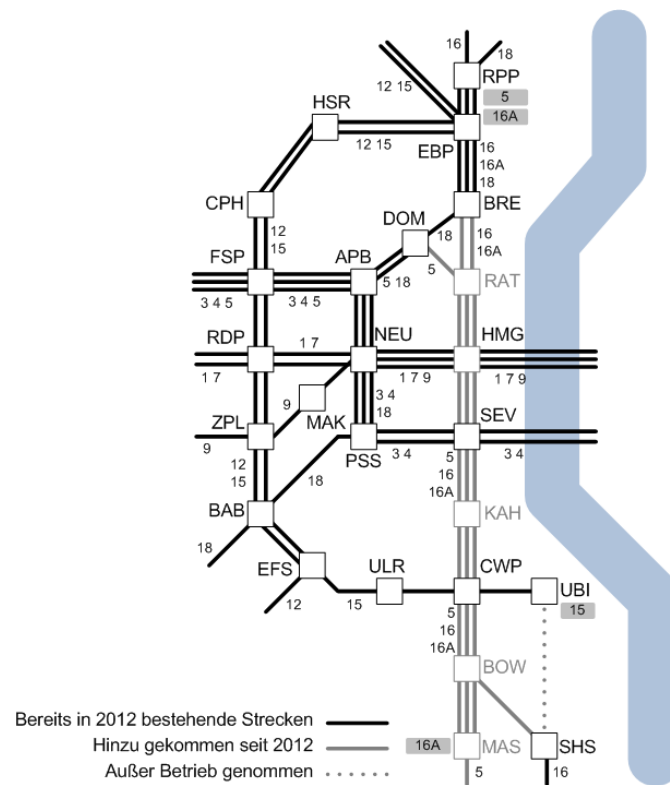 16
18
RPP
12 15
5
HSR
16A
12 15
EBP
16
16A
18
CPH
BRE
DOM
12
15
18
16
16A
FSP
APB
5
5 18
RAT
3 4 5
3 4 5
RDP
1 7
NEU
HMG
1 7
1 7 9
1 7 9
9
3 4
18
ZPL
MAK
SEV
9
PSS
3 4
5
3 4
12
15
18
16
16A
BAB
KAH
18
EFS
ULR
CWP
UBI
12
15
5
15
16
16A
BOW
Bereits in 2012 bestehende Strecken
Hinzu gekommen seit 2012
16A
MAS
SHS
Außer Betrieb genommen
5
16